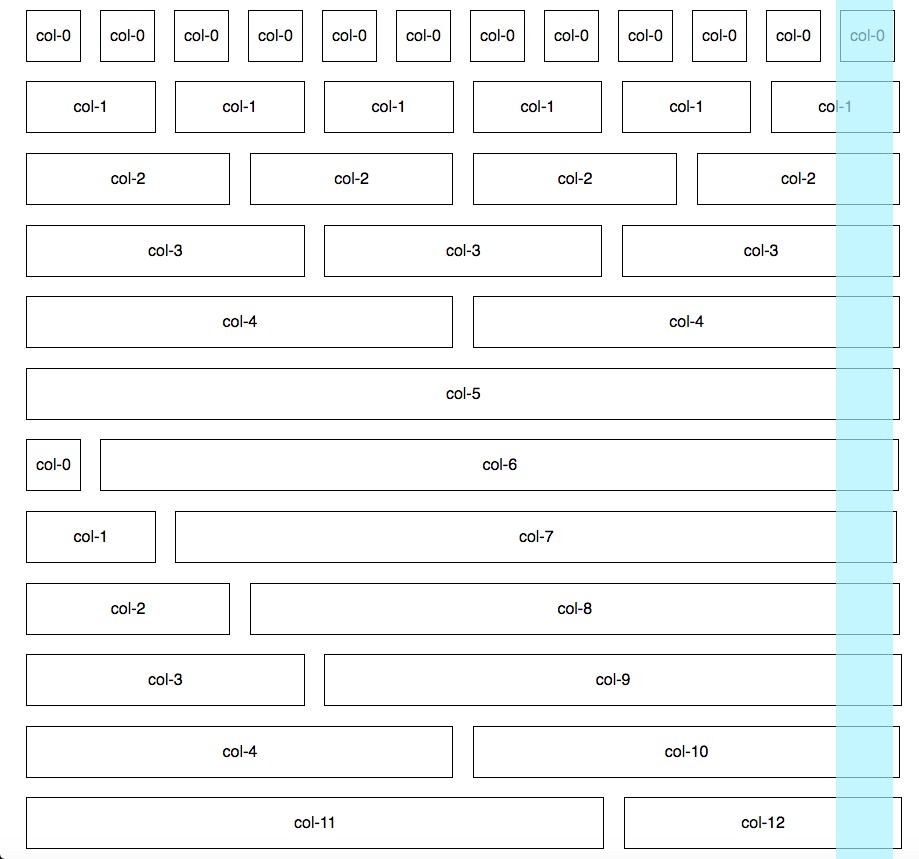 col-0 col-0 col-0 col-0 col-0 col-0 col-0 col-0 col-0 col-0 col-0 col-0
col-1 col-1 col-1 col-1 col-1 col-1
col-2 col-2 col-2 col-2
col-3 col-3 col-3
col-4 col-4
col-5
col-0 col-6
col-1 col-7
col-2 col-8
col-3 col-9
col-4 col-10
col-11 col-12